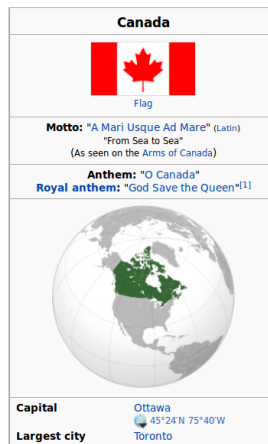 Canada
Flag
Motto: "A Mari Usque Ad Mare" (Latin)
"From Sea to Sea"
(As seen on the Arms of Canada)
Anthem: "O Canada"
Royal anthem: "God Save the Queen"[1]
Capital Ottawa
45°24′N 75°40′W
Largest city Toronto